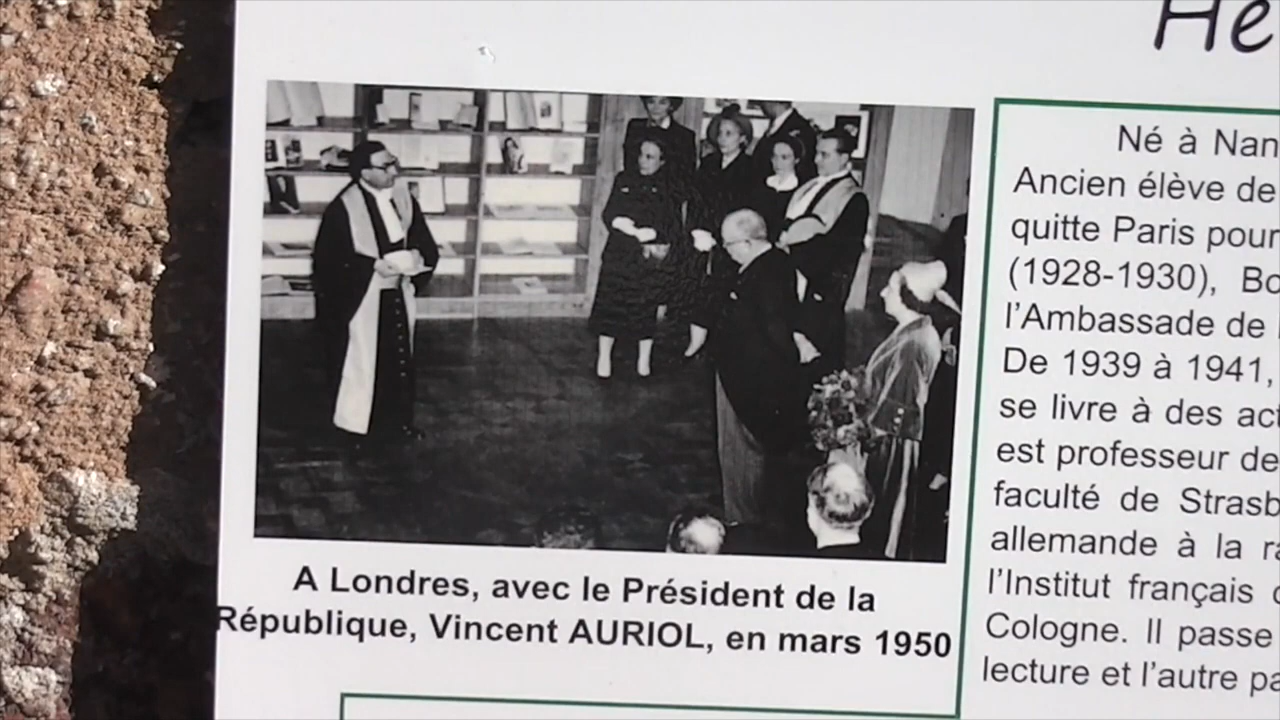 He
A Londres, avec le Président de la
République, Vincent AURIOL, en mars 1950
Né à Nan
Ancien élève de
quitte Paris pour
(1928-1930), Bo
l'Ambassade de
De 1939 à 1941,
se livre à des ac
est professeur de
faculté de Strasb
allemande à la ra
l'Institut français
Cologne. Il passe
lecture et l'autre pa